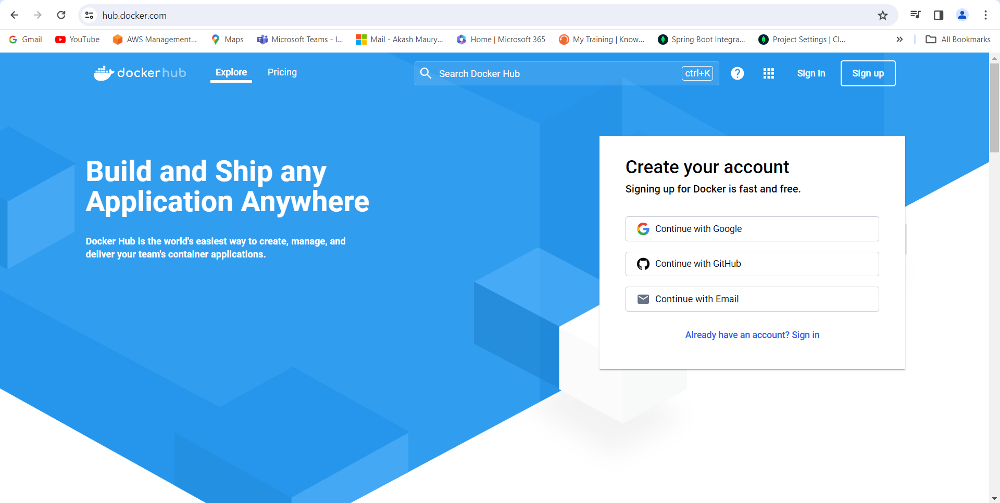 hub.docker.com
Gmail
YouTube
AWS Management...
Maps
Microsoft Teams - I...
Mail - Akash Maury...
Home | Microsoft 365
My Training | Know...
Spring Boot Integra...
Project Settings | Cl...
All Bookmarks
dockerhub
Explore
Pricing
Search Docker Hub
ctrl+K
Sign In
Sign up
Build and Ship any
Application Anywhere
Docker Hub is the world's easiest way to create, manage, and
deliver your team's container applications.
Create your account
Signing up for Docker is fast and free.
Continue with Google
Continue with GitHub
Continue with Email
Already have an account? Sign in